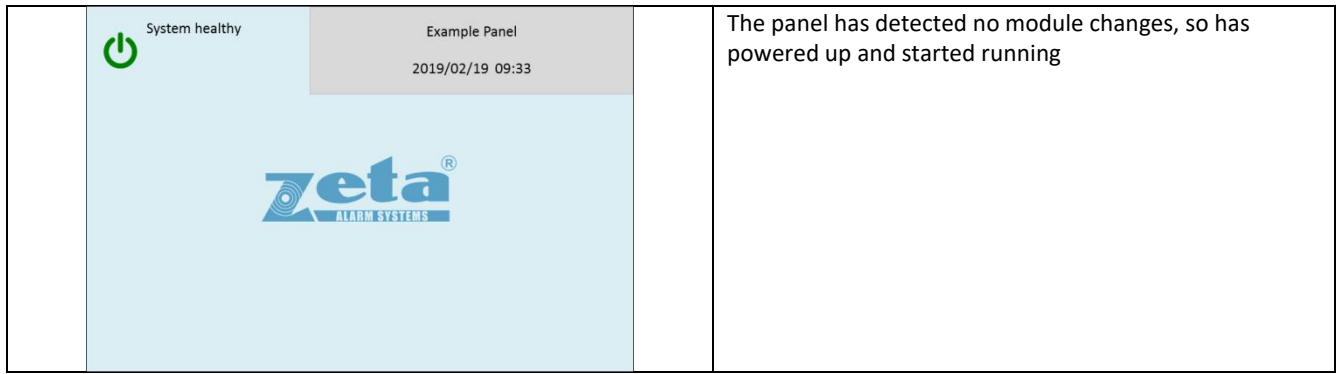 System healthy
Example Panel
2019/02/19 09:33
zeta®
ALARM SYSTEMS
The panel has detected no module changes, so has
powered up and started running